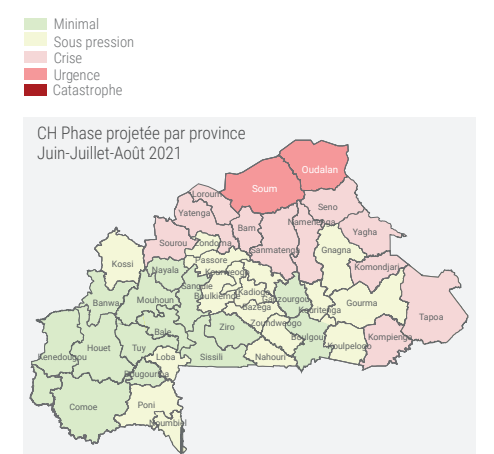 Minimal
Sous pression
Crise
Urgence
Catastrophe
CH Phase projetée par province
Juin-Juillet-Août 2021
Oudalan
Soum
Loroum
Seno
Yatenga
Bam
Namentenga
Yagha
Sourou
Zondoma
Sanmatenga
Gnagna
Kossi
Passore
Komondjari
Nayala
Kourweogo
Sanguie
Kadiogo
Boulkiemde
Ganzourgou
Banwa
Mouhoun
Bazega
Kouritenga
Gourma
Tapoa
Ziro
Zoundweogo
Bale
Boulgou
Kompienga
Kenedougou
Houet
Tuy
Koulpelogo
Loba
Sissili
Nahouri
Bougouriba
Comoe
Poni
Noumbiel